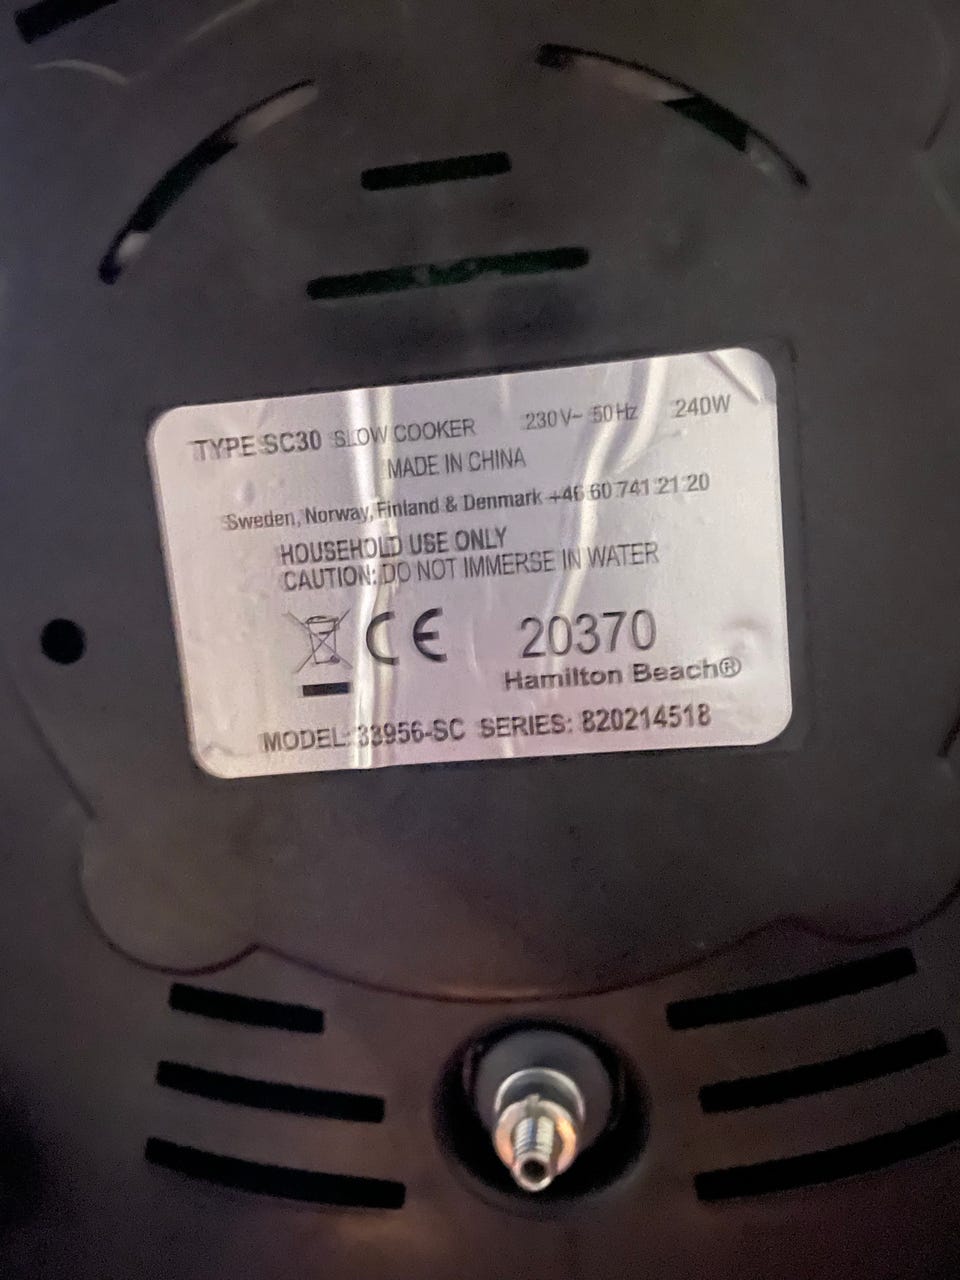 TYPE SC30 SLOW COOKER 230V~ 50Hz 240W
MADE IN CHINA
Sweden, Norway, Finland & Denmark +46 60 741 21 20
HOUSEHOLD USE ONLY
CAUTION: DO NOT IMMERSE IN WATER
CE 20370
Hamilton Beach®
MODEL: 33956-SC SERIES: 820214518